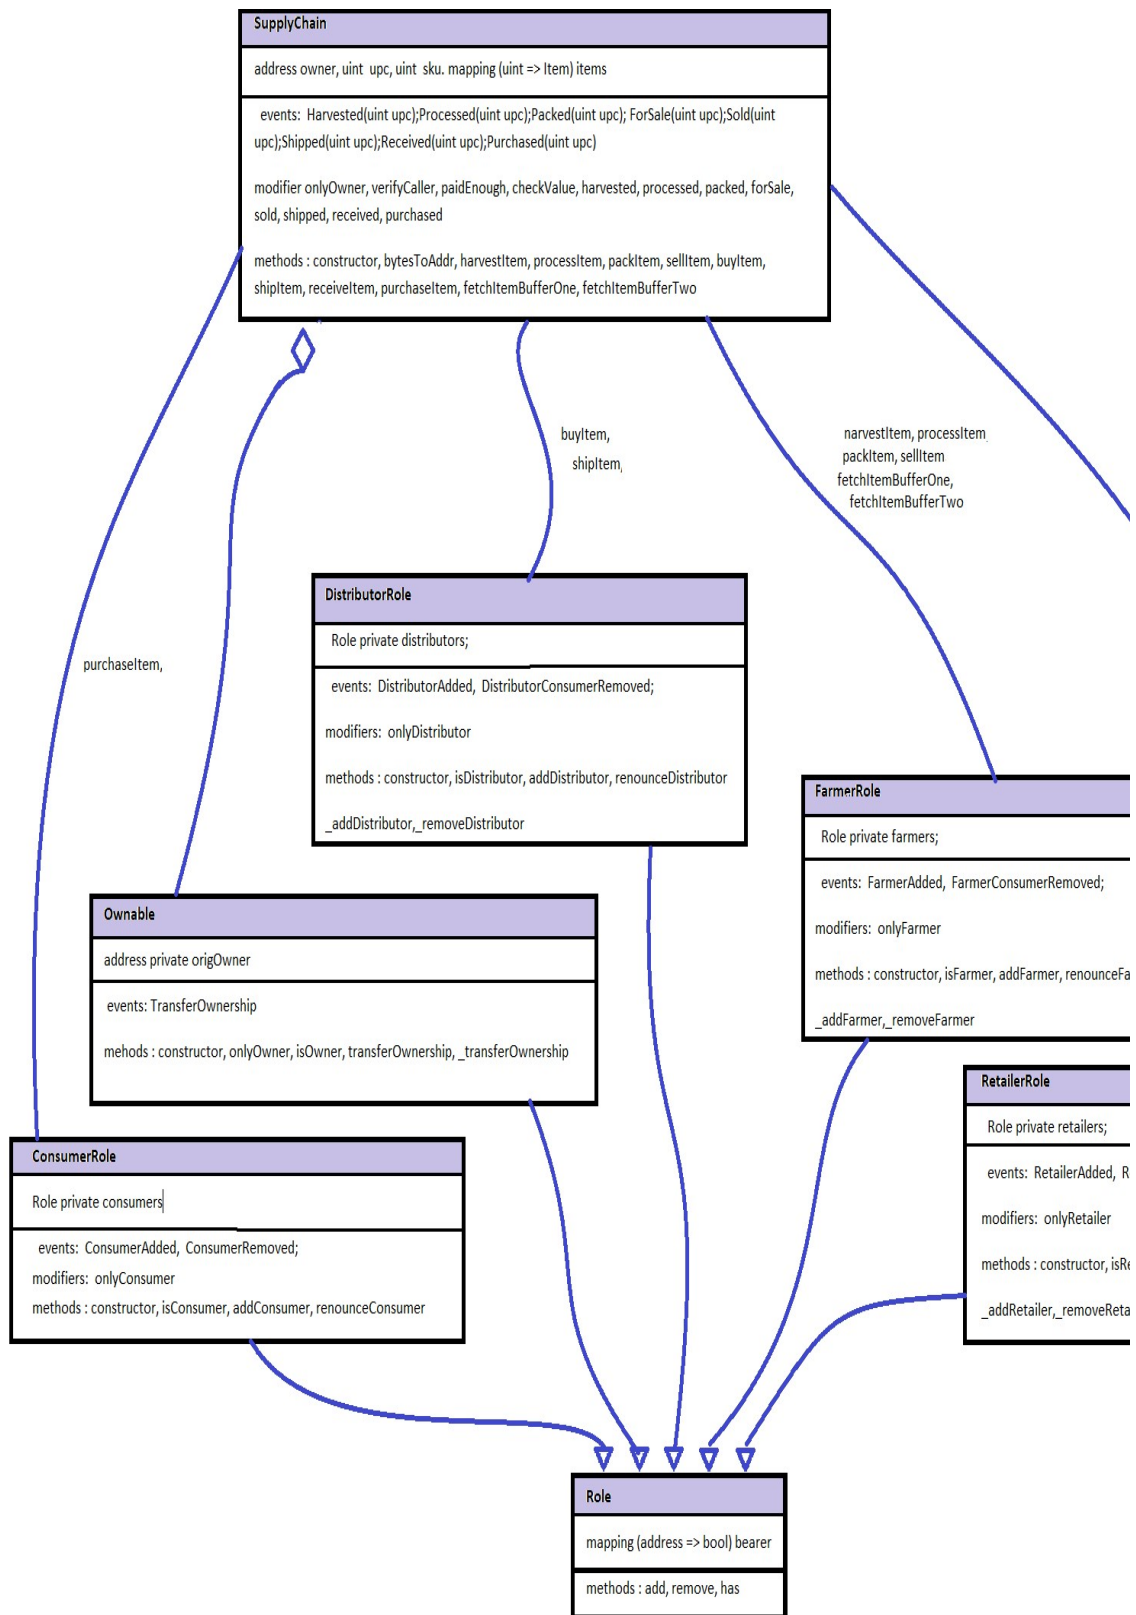 SupplyChain
address owner, uint upc, uint sku. mapping (uint => Item) items
events: Harvested(uint upc);Processed(uint upc);Packed(uint upc); ForSale(uint upc);Sold(uint
upc);Shipped(uint upc);Received(uint upc);Purchased(uint upc)
modifier onlyOwner, verifyCaller, paidEnough, checkValue, harvested, processed, packed, forSale,
sold, shipped, received, purchased
methods : constructor, bytesToAddr, harvestItem, processItem, packItem, sellItem, buyItem,
shipItem, receiveItem, purchaseItem, fetchItemBufferOne, fetchItemBufferTwo
buyItem,
shipItem,
narvestItem, processItem,
packItem, sellItem
fetchItemBufferOne,
fetchItemBufferTwo
purchaseItem,
DistributorRole
Role private distributors;
events: DistributorAdded, DistributorConsumerRemoved;
modifiers: onlyDistributor
methods : constructor, isDistributor, addDistributor, renounceDistributor
_addDistributor,_removeDistributor
FarmerRole
Role private farmers;
events: FarmerAdded, FarmerConsumerRemoved;
modifiers: onlyFarmer
methods : constructor, isFarmer, addFarmer, renounceFa
_addFarmer,_removeFarmer
Ownable
address private origOwner
events: TransferOwnership
mehods : constructor, onlyOwner, isOwner, transferOwnership, _transferOwnership
RetailerRole
Role private retailers;
events: RetailerAdded, R
modifiers: onlyRetailer
methods : constructor, isRe
_addRetailer,_removeReta
ConsumerRole
Role private consumers
events: ConsumerAdded, ConsumerRemoved;
modifiers: onlyConsumer
methods : constructor, isConsumer, addConsumer, renounceConsumer
Role
mapping (address => bool) bearer
methods : add, remove, has